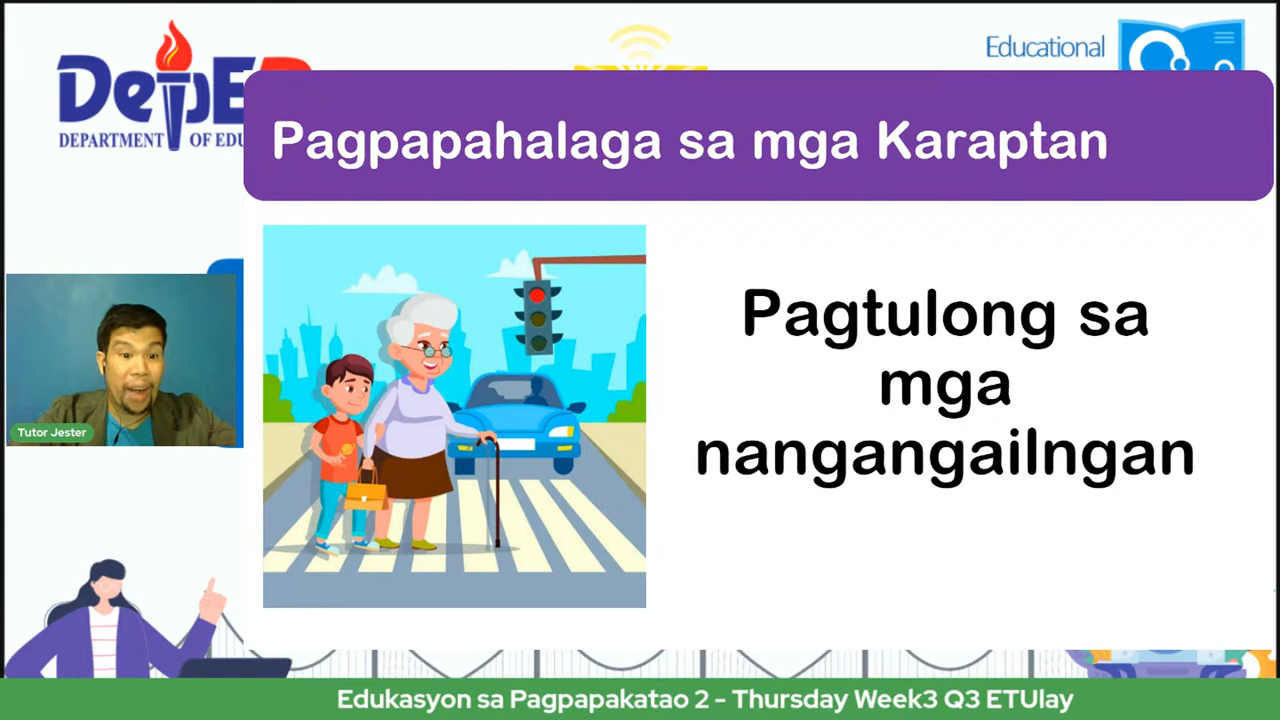 DepED
DEPARTMENT OF EDU
Educational
Pagpapahalaga sa mga Karaptan
Pagtulong sa
mga
nangangailngan
Tutor Jester
Edukasyon sa Pagpapakatao 2 - Thursday Week3 Q3 ETUlay